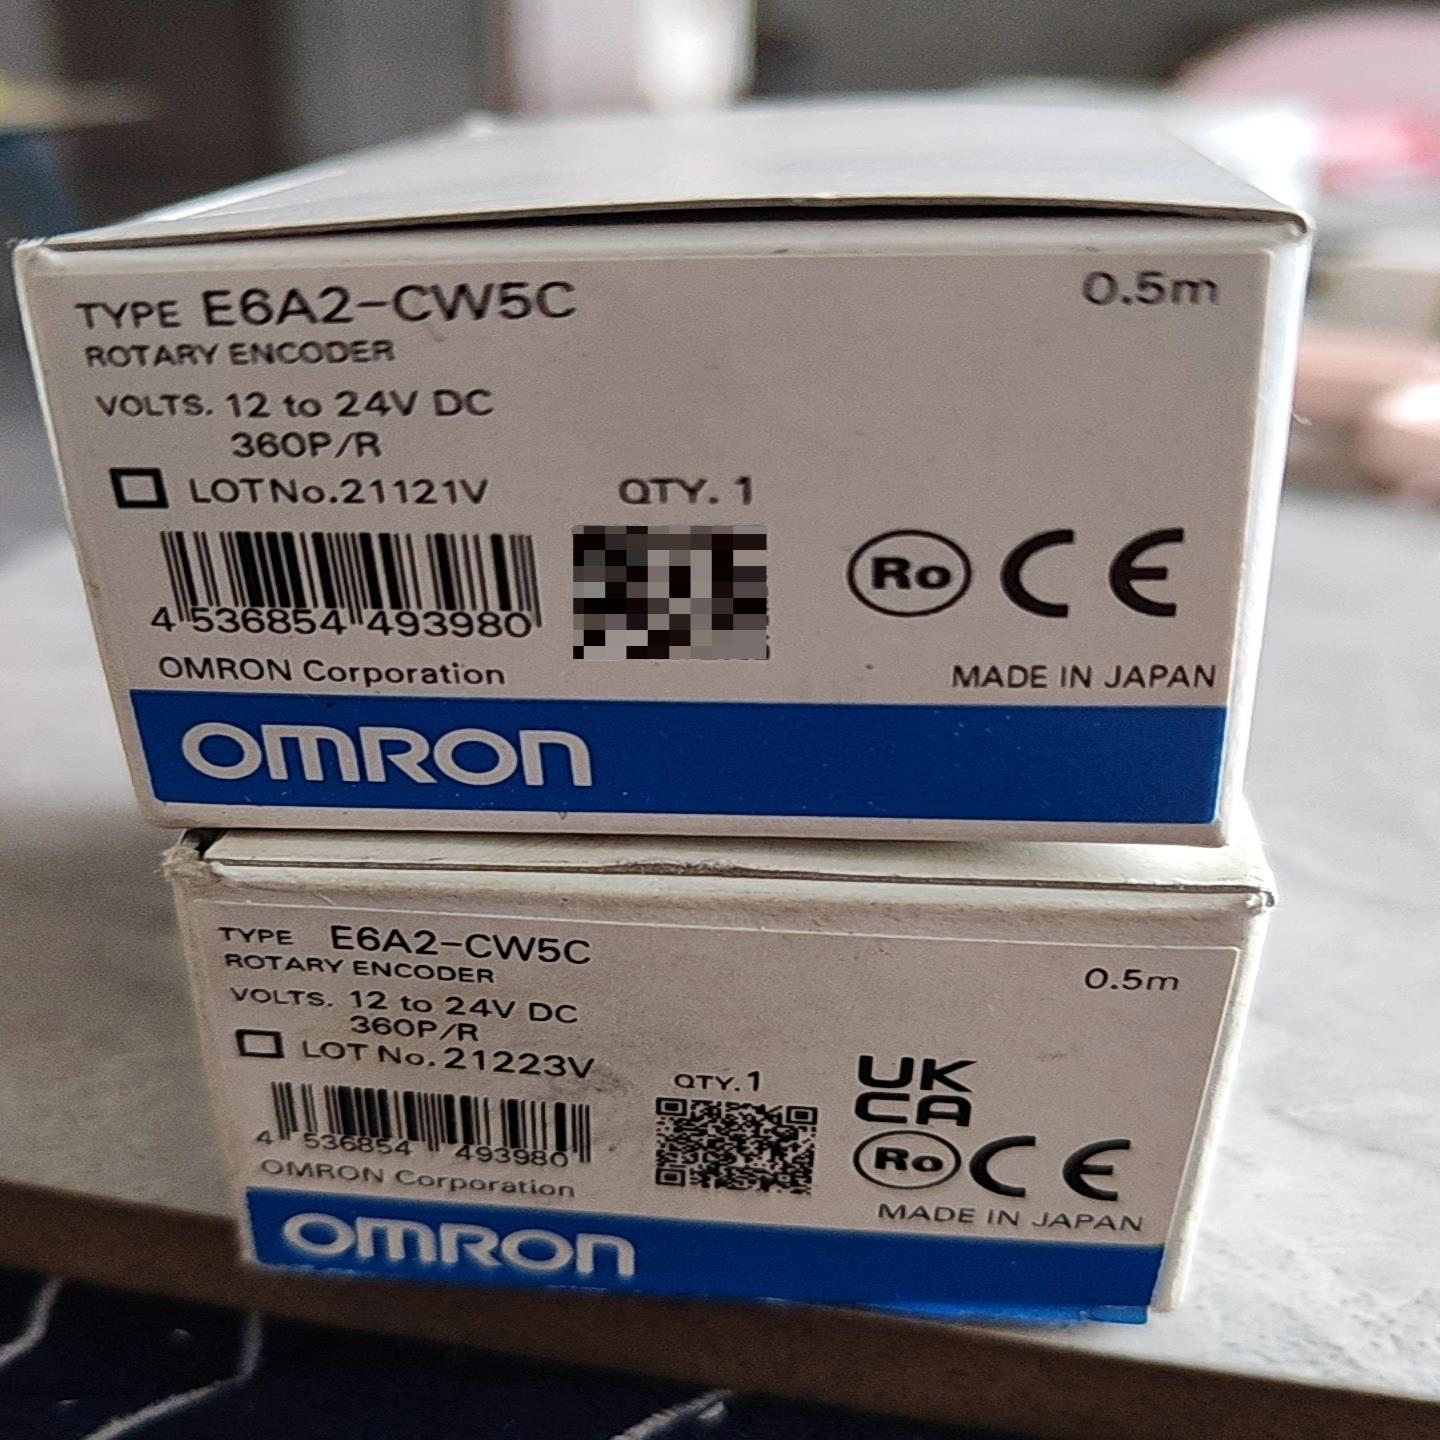 TYPE E6A2-CW5C 0.5m
ROTARY ENCODER
VOLTS. 12 to 24V DC
360P/R
LOT No.21121V QTY. 1
4 536854 493980
Ro CE
OMRON Corporation MADE IN JAPAN
OMRON
TYPE E6A2-CW5C
ROTARY ENCODER 0.5m
VOLTS. 12 to 24V DC
360P/R
LOT No.21223V QTY.1
UK
CA
4 536854 493980
Ro CE
OMRON Corporation MADE IN JAPAN
OMRON